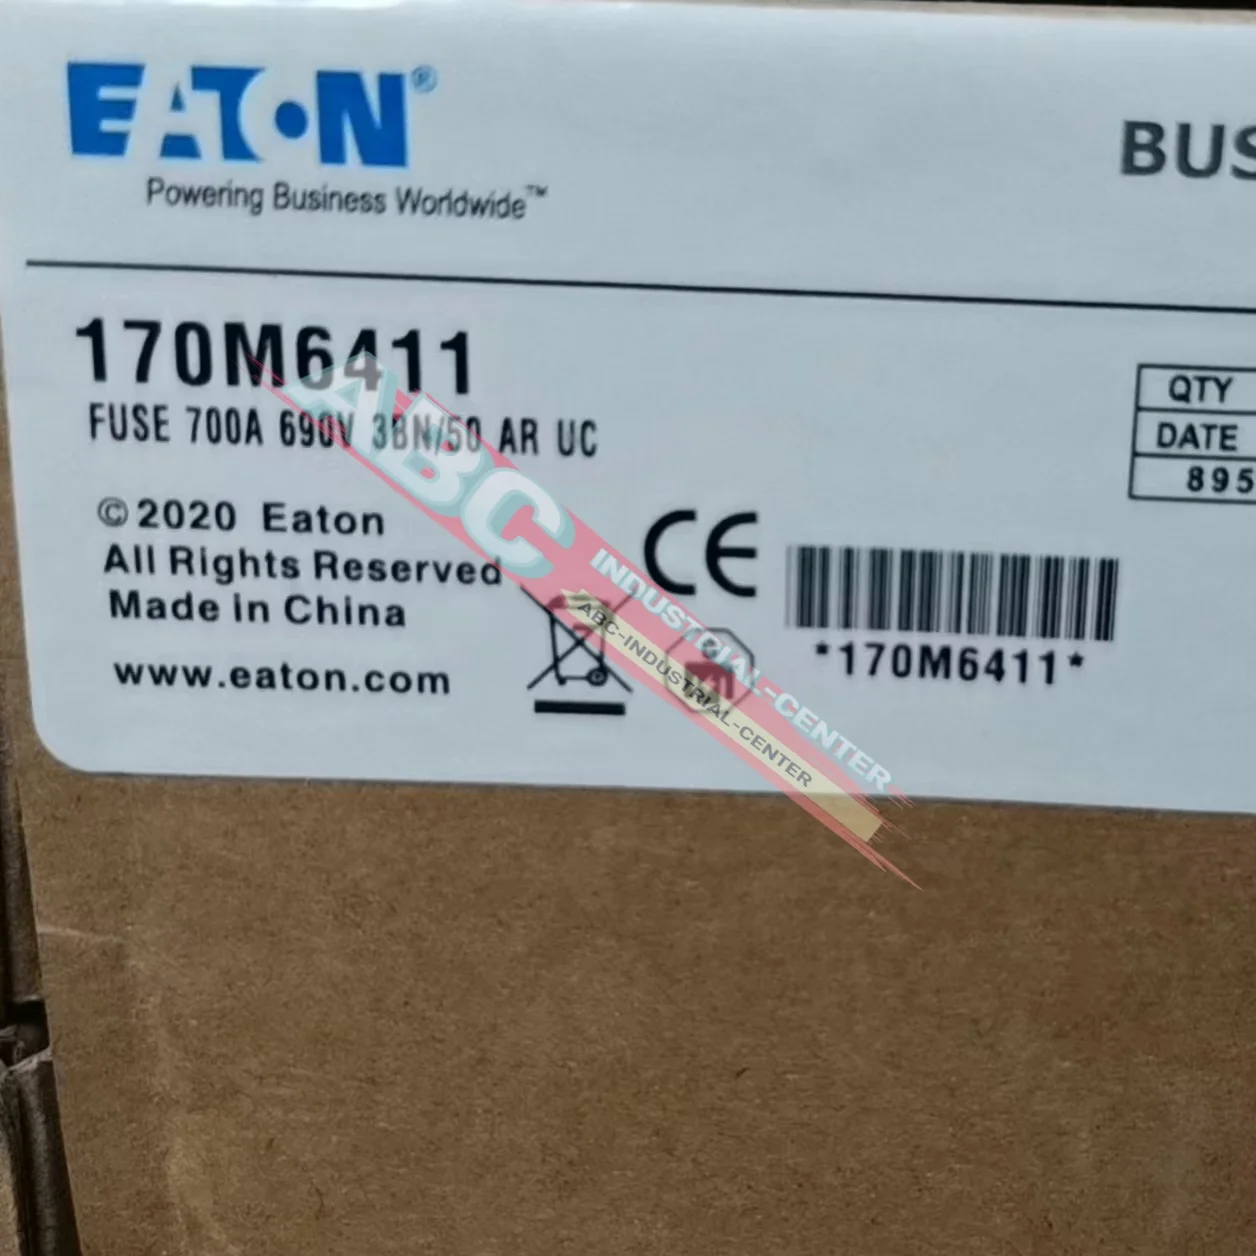 EATON®
Powering Business Worldwide™
BUS
170M6411
FUSE 700A 690V 3BN/50 AR UC
QTY
DATE
895
©2020 Eaton
All Rights Reserved
Made in China
www.eaton.com
CE
*170M6411*
ABC
INDUSTRIAL-CENTER
ABC-INDUSTRIAL-CENTER